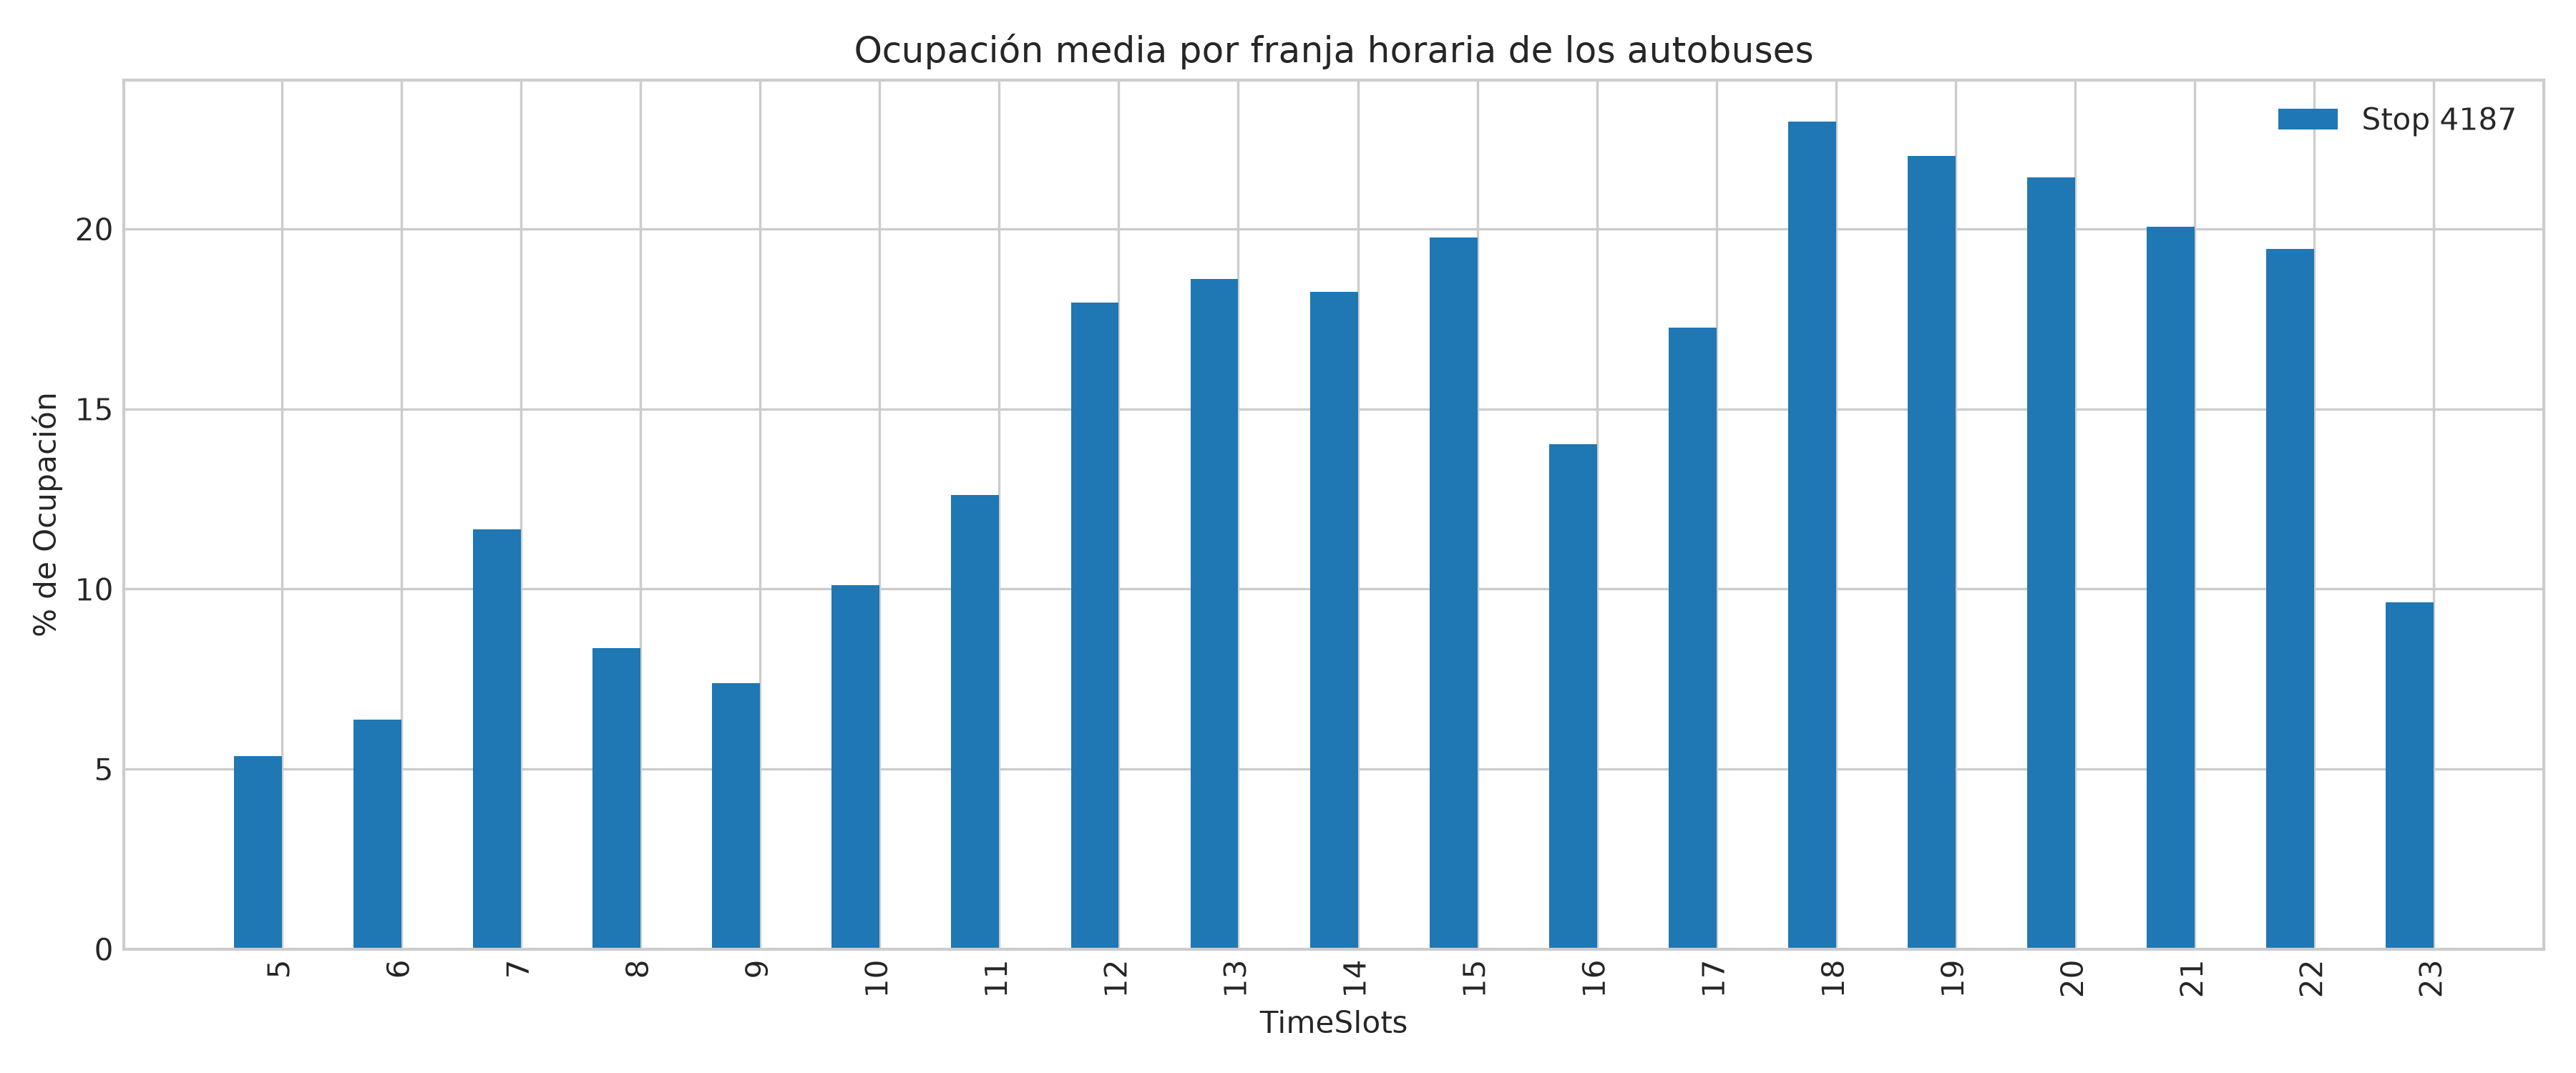 Ocupación media por franja horaria de los autobuses
Stop 4187
% de Ocupación
20
15
10
5
0
5 6 7 8 9 10 11 12 13 14 15 16 17 18 19 20 21 22 23
TimeSlots